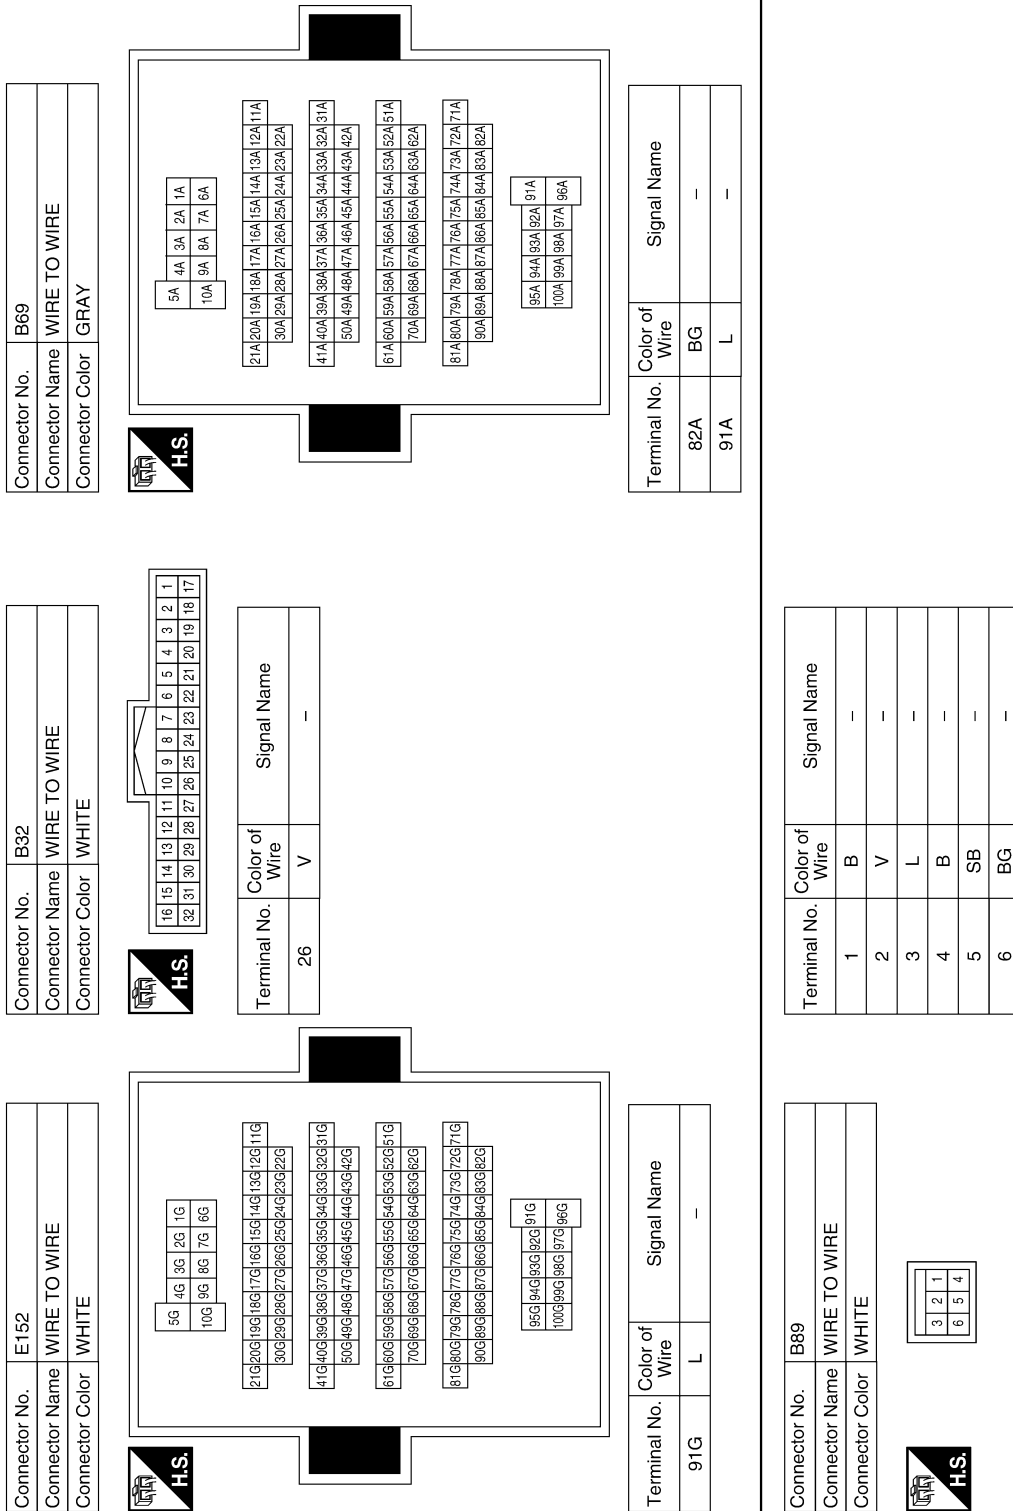 Connector No. E152
Connector Name WIRE TO WIRE
Connector Color WHITE
H.S.
5G 4G 3G 2G 1G
10G 9G 8G 7G 6G
21G 20G 19G 18G 17G 16G 15G 14G 13G 12G 11G
30G 29G 28G 27G 26G 25G 24G 23G 22G
41G 40G 39G 38G 37G 36G 35G 34G 33G 32G 31G
50G 49G 48G 47G 46G 45G 44G 43G 42G
61G 60G 59G 58G 57G 56G 55G 54G 53G 52G 51G
70G 69G 68G 67G 66G 65G 64G 63G 62G
81G 80G 79G 78G 77G 76G 75G 74G 73G 72G 71G
90G 89G 88G 87G 86G 85G 84G 83G 82G
95G 94G 93G 92G 91G
100G 99G 98G 97G 96G
Terminal No. Color of Wire Signal Name
91G L –
Connector No. B32
Connector Name WIRE TO WIRE
Connector Color WHITE
H.S.
16 15 14 13 12 11 10 9 8 7 6 5 4 3 2 1
32 31 30 29 28 27 26 25 24 23 22 21 20 19 18 17
Terminal No. Color of Wire Signal Name
26 V –
Connector No. B69
Connector Name WIRE TO WIRE
Connector Color GRAY
H.S.
5A 4A 3A 2A 1A
10A 9A 8A 7A 6A
21A 20A 19A 18A 17A 16A 15A 14A 13A 12A 11A
30A 29A 28A 27A 26A 25A 24A 23A 22A
41A 40A 39A 38A 37A 36A 35A 34A 33A 32A 31A
50A 49A 48A 47A 46A 45A 44A 43A 42A
61A 60A 59A 58A 57A 56A 55A 54A 53A 52A 51A
70A 69A 68A 67A 66A 65A 64A 63A 62A
81A 80A 79A 78A 77A 76A 75A 74A 73A 72A 71A
90A 89A 88A 87A 86A 85A 84A 83A 82A
95A 94A 93A 92A 91A
100A 99A 98A 97A 96A
Terminal No. Color of Wire Signal Name
82A BG –
91A L –
Connector No. B89
Connector Name WIRE TO WIRE
Connector Color WHITE
H.S.
3 2 1
6 5 4
Terminal No. Color of Wire Signal Name
1 B –
2 V –
3 L –
4 B –
5 SB –
6 BG –